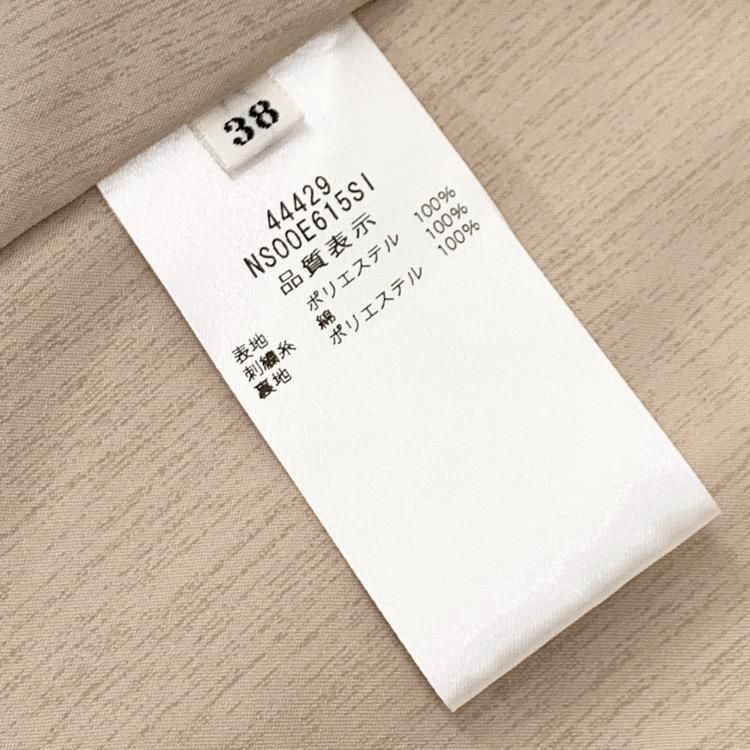 38
44429
NS00E615SI
品質表示
表地 ポリエステル 100%
刺繍糸 綿 100%
裏地 ポリエステル 100%